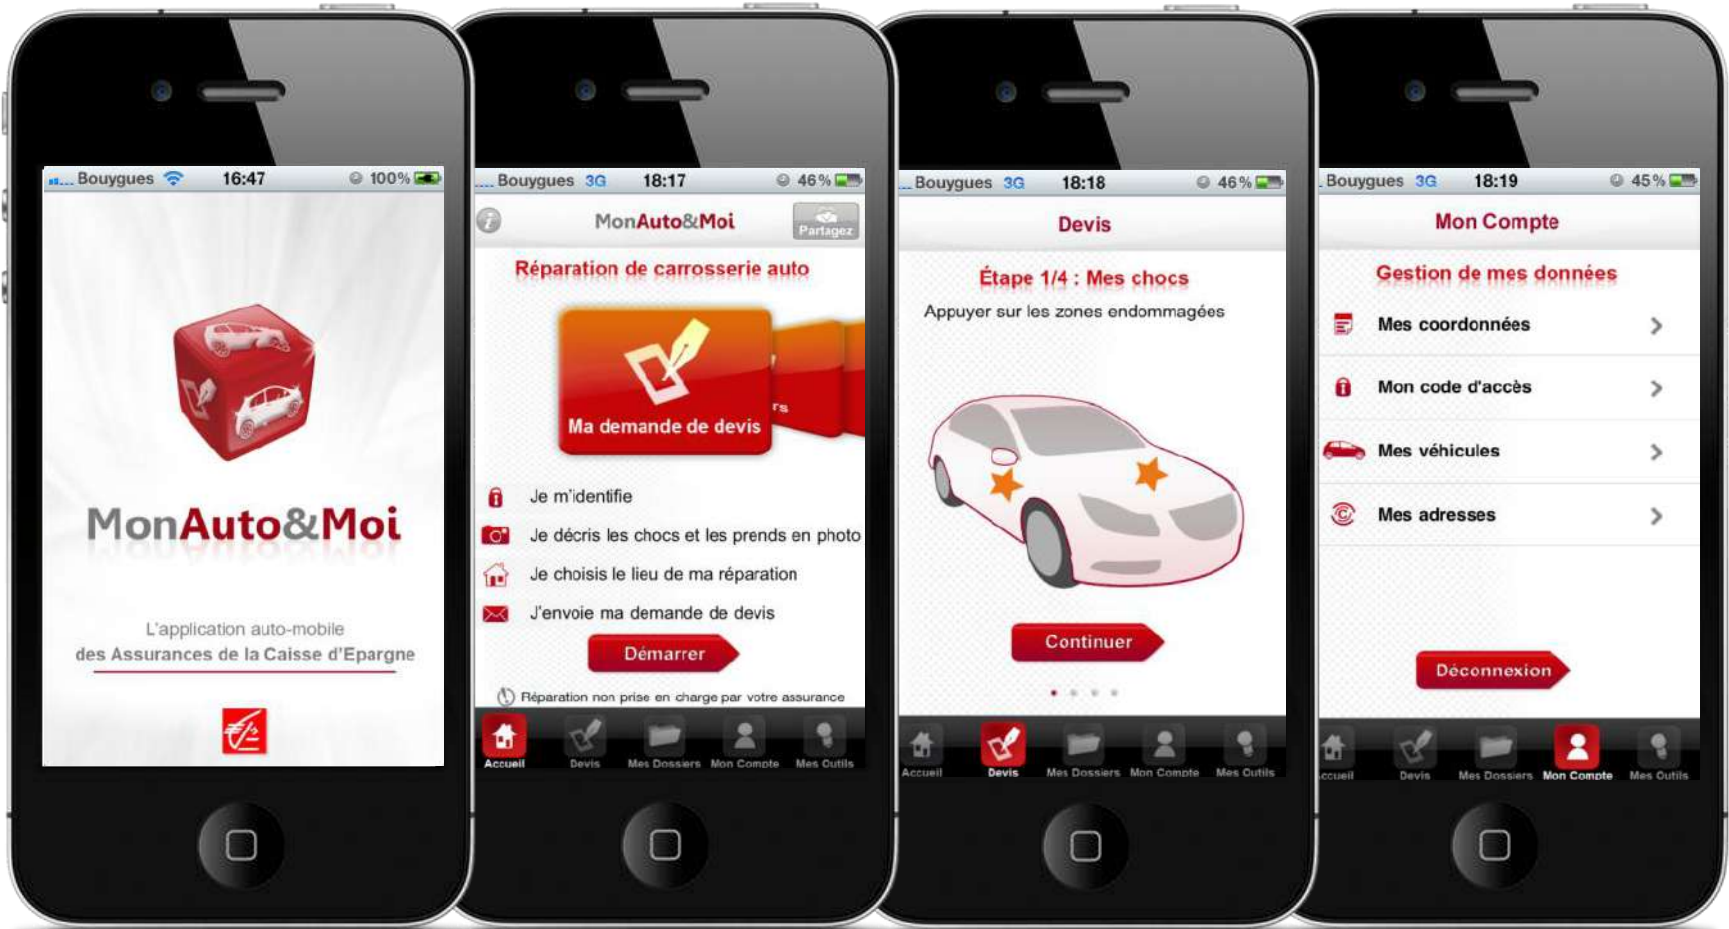 Bouygues 16:47 100%
MonAuto&Moi
L'application auto-mobile
des Assurances de la Caisse d'Epargne
Bouygues 3G 18:17 46%
MonAuto&Moi
Partagez
Réparation de carrosserie auto
Ma demande de devis
rs
Je m'identifie
Je décris les chocs et les prends en photo
Je choisis le lieu de ma réparation
J'envoie ma demande de devis
Démarrer
Réparation non prise en charge par votre assurance
Accueil Devis Mes Dossiers Mon Compte Mes Outils
Bouygues 3G 18:18 46%
Devis
Étape 1/4 : Mes chocs
Appuyer sur les zones endommagées
Continuer
Accueil Devis Mes Dossiers Mon Compte Mes Outils
Bouygues 3G 18:19 45%
Mon Compte
Gestion de mes données
Mes coordonnées
Mon code d'accès
Mes véhicules
Mes adresses
Déconnexion
ccueil Devis Mes Dossiers Mon Compte Mes Outils